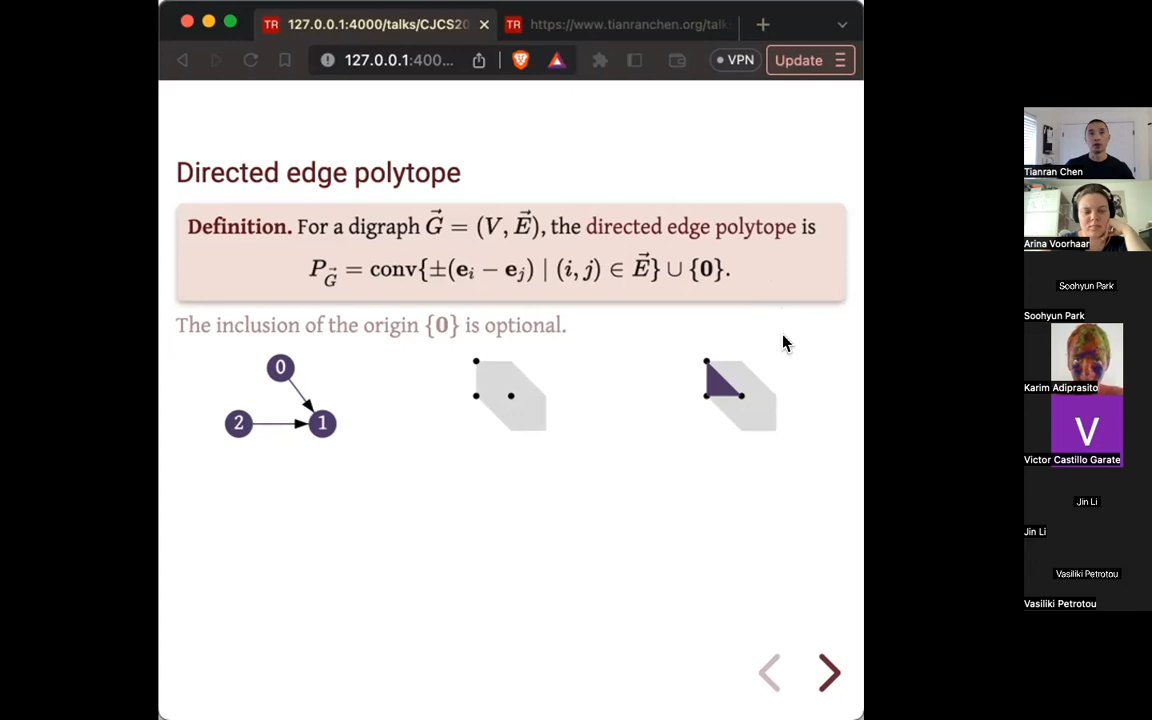 127.0.0.1:4000/talks/CJCS20
https://www.tianranchen.org/talk
127.0.0.1:400...
VPN
Update
Directed edge polytope
Definition. For a digraph G⃗ = (V, E⃗), the directed edge polytope is
P_G⃗ = conv{±(e_i − e_j) | (i, j) ∈ E⃗} ∪ {0}.
The inclusion of the origin {0} is optional.
0
2
1
Tianran Chen
Arina Voorhaar
Soohyun Park
Soohyun Park
Karim Adiprasito
V
Victor Castillo Garate
Jin Li
Jin Li
Vasiliki Petrotou
Vasiliki Petrotou
TR
TR